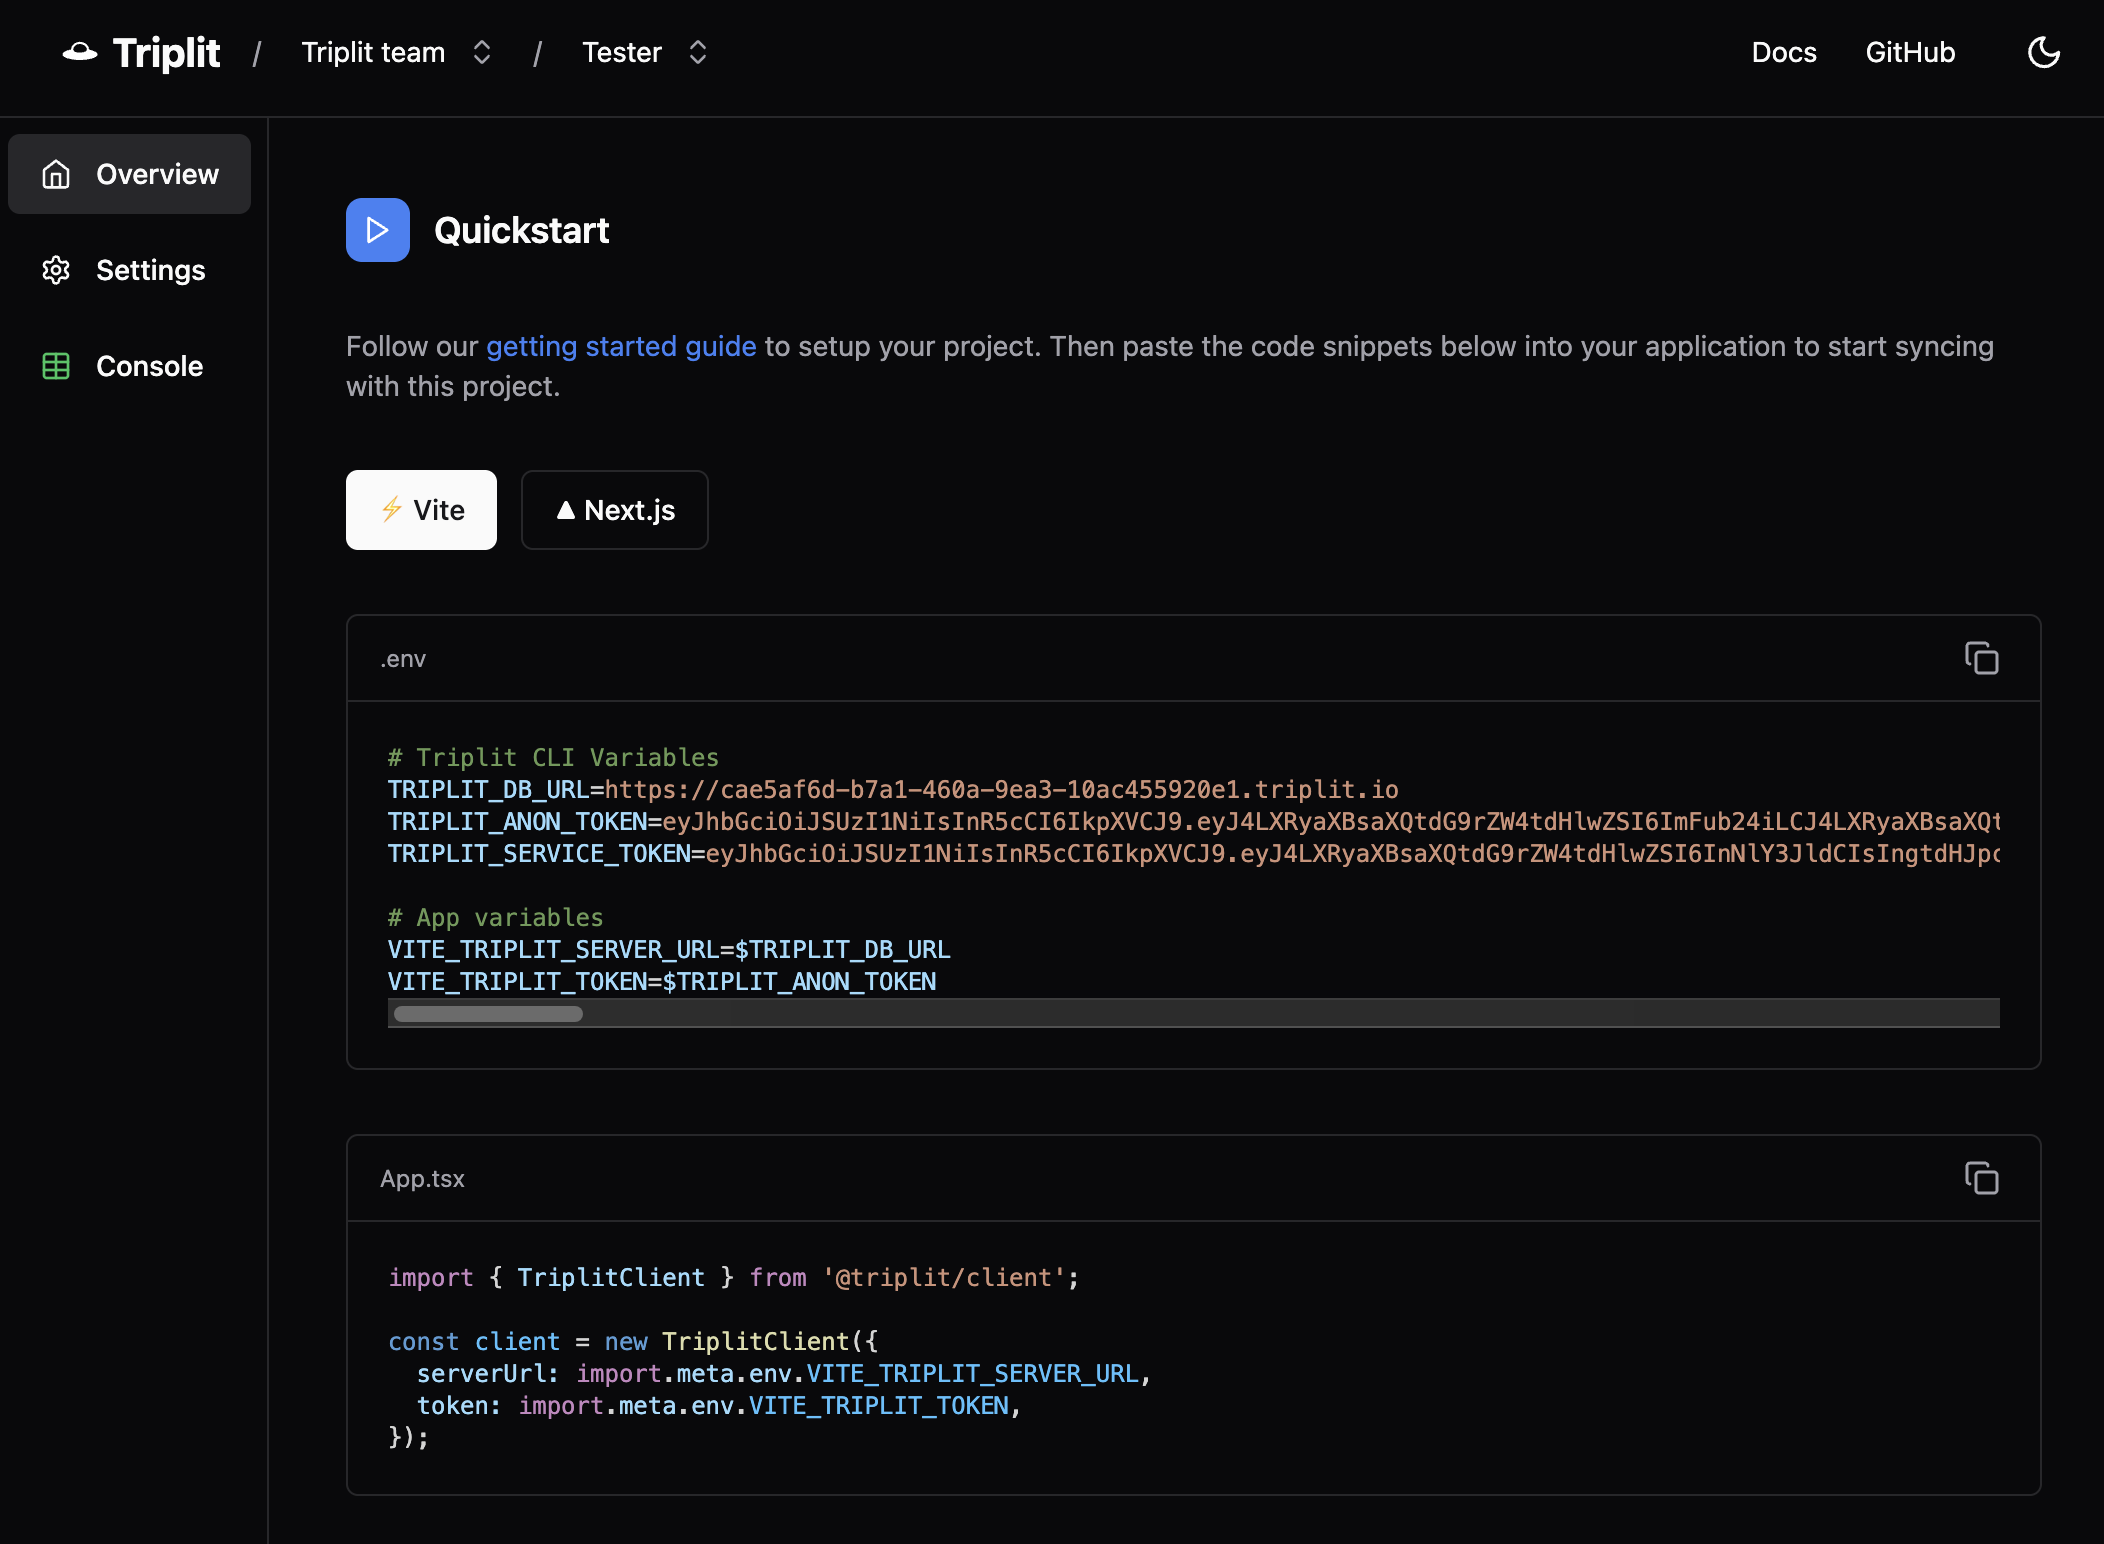 Triplit / Triplit team / Tester
Docs GitHub
Overview
Settings
Console
Quickstart
Follow our getting started guide to setup your project. Then paste the code snippets below into your application to start syncing
with this project.
⚡ Vite
▲ Next.js
.env
# Triplit CLI Variables
TRIPLIT_DB_URL=https://cae5af6d-b7a1-460a-9ea3-10ac455920e1.triplit.io
TRIPLIT_ANON_TOKEN=eyJhbGciOiJSUzI1NiIsInR5cCI6IkpXVCJ9.eyJ4LXRyaXBsaXQtdG9rZW4tdHlwZSI6ImFub24iLCJ4LXRyaXBsaXQt
TRIPLIT_SERVICE_TOKEN=eyJhbGciOiJSUzI1NiIsInR5cCI6IkpXVCJ9.eyJ4LXRyaXBsaXQtdG9rZW4tdHlwZSI6InNlY3JldCIsIngtdHJpc
# App variables
VITE_TRIPLIT_SERVER_URL=$TRIPLIT_DB_URL
VITE_TRIPLIT_TOKEN=$TRIPLIT_ANON_TOKEN
App.tsx
import { TriplitClient } from '@triplit/client';
const client = new TriplitClient({
  serverUrl: import.meta.env.VITE_TRIPLIT_SERVER_URL,
  token: import.meta.env.VITE_TRIPLIT_TOKEN,
});